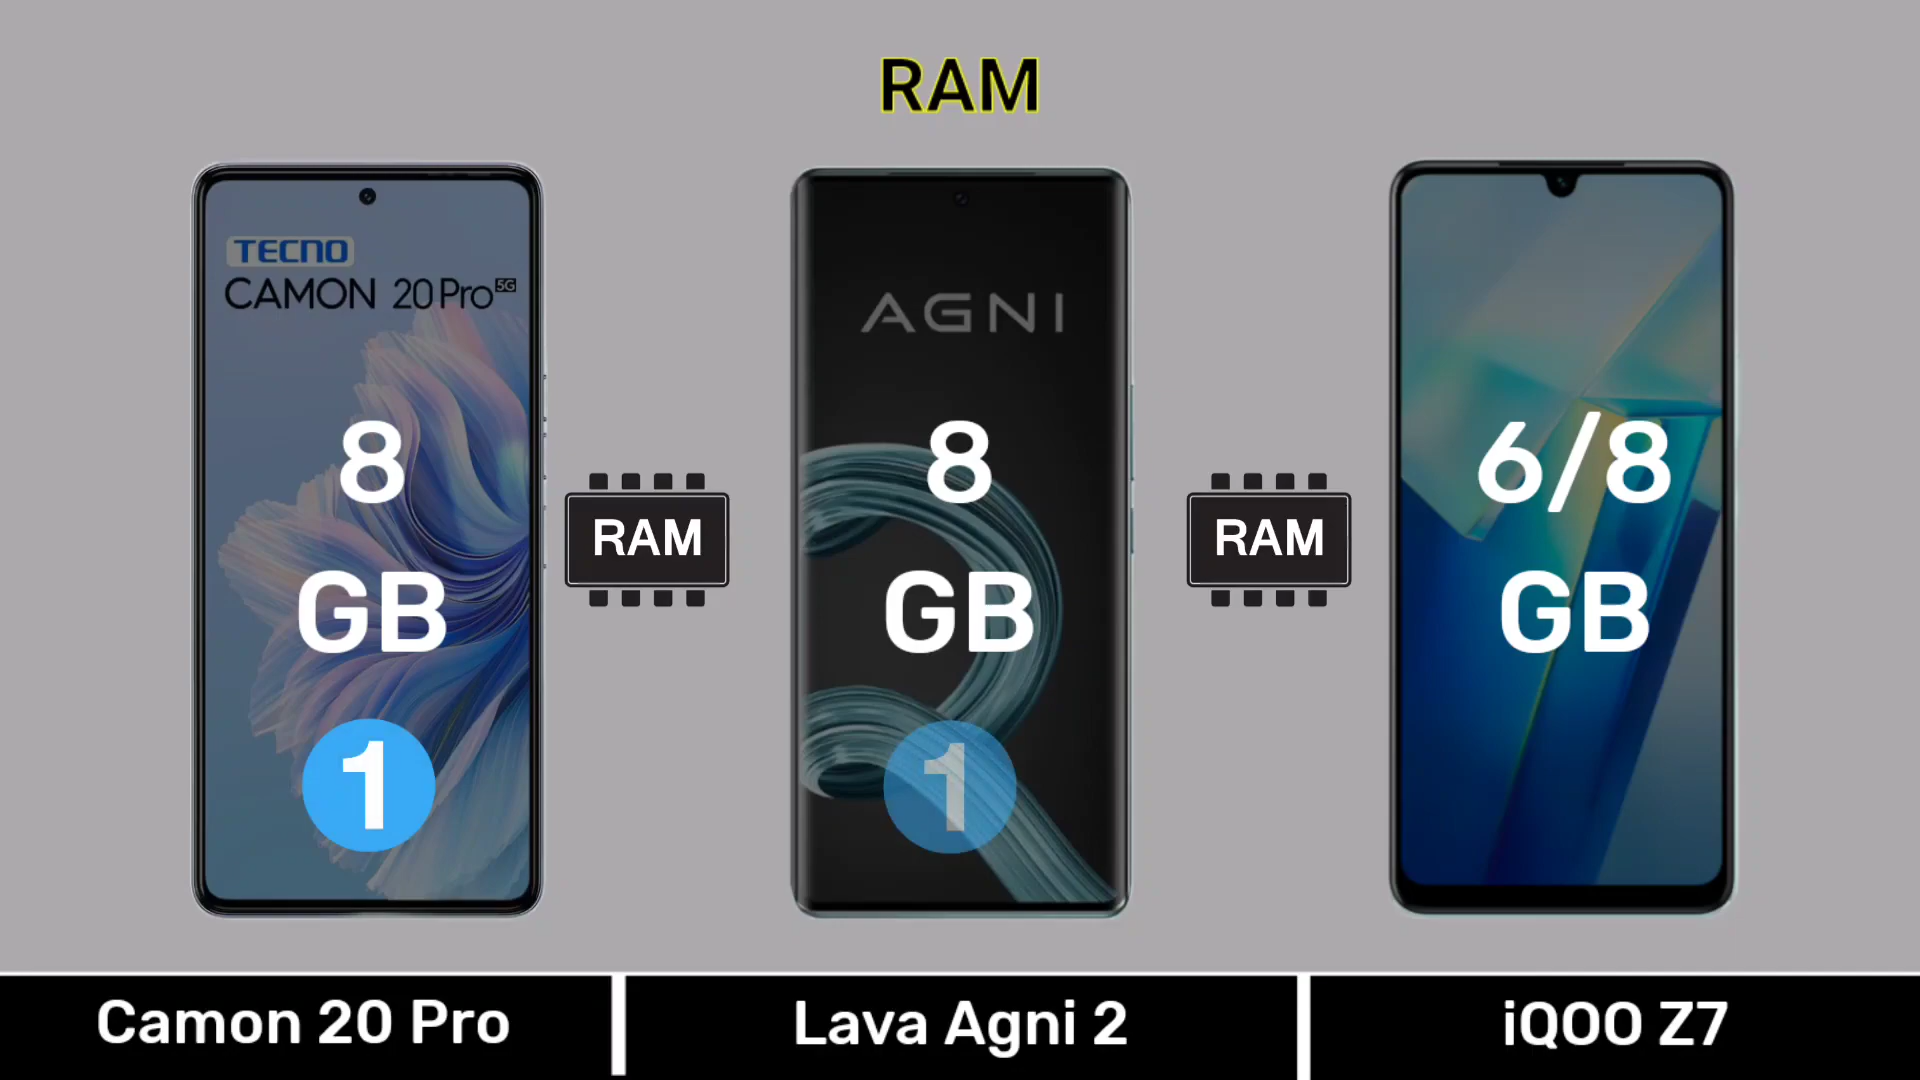 RAM
TECNO
CAMON 20 Pro 5G
8
GB
1
RAM
AGNI
8
GB
1
RAM
6/8
GB
Camon 20 Pro
Lava Agni 2
iQOO Z7